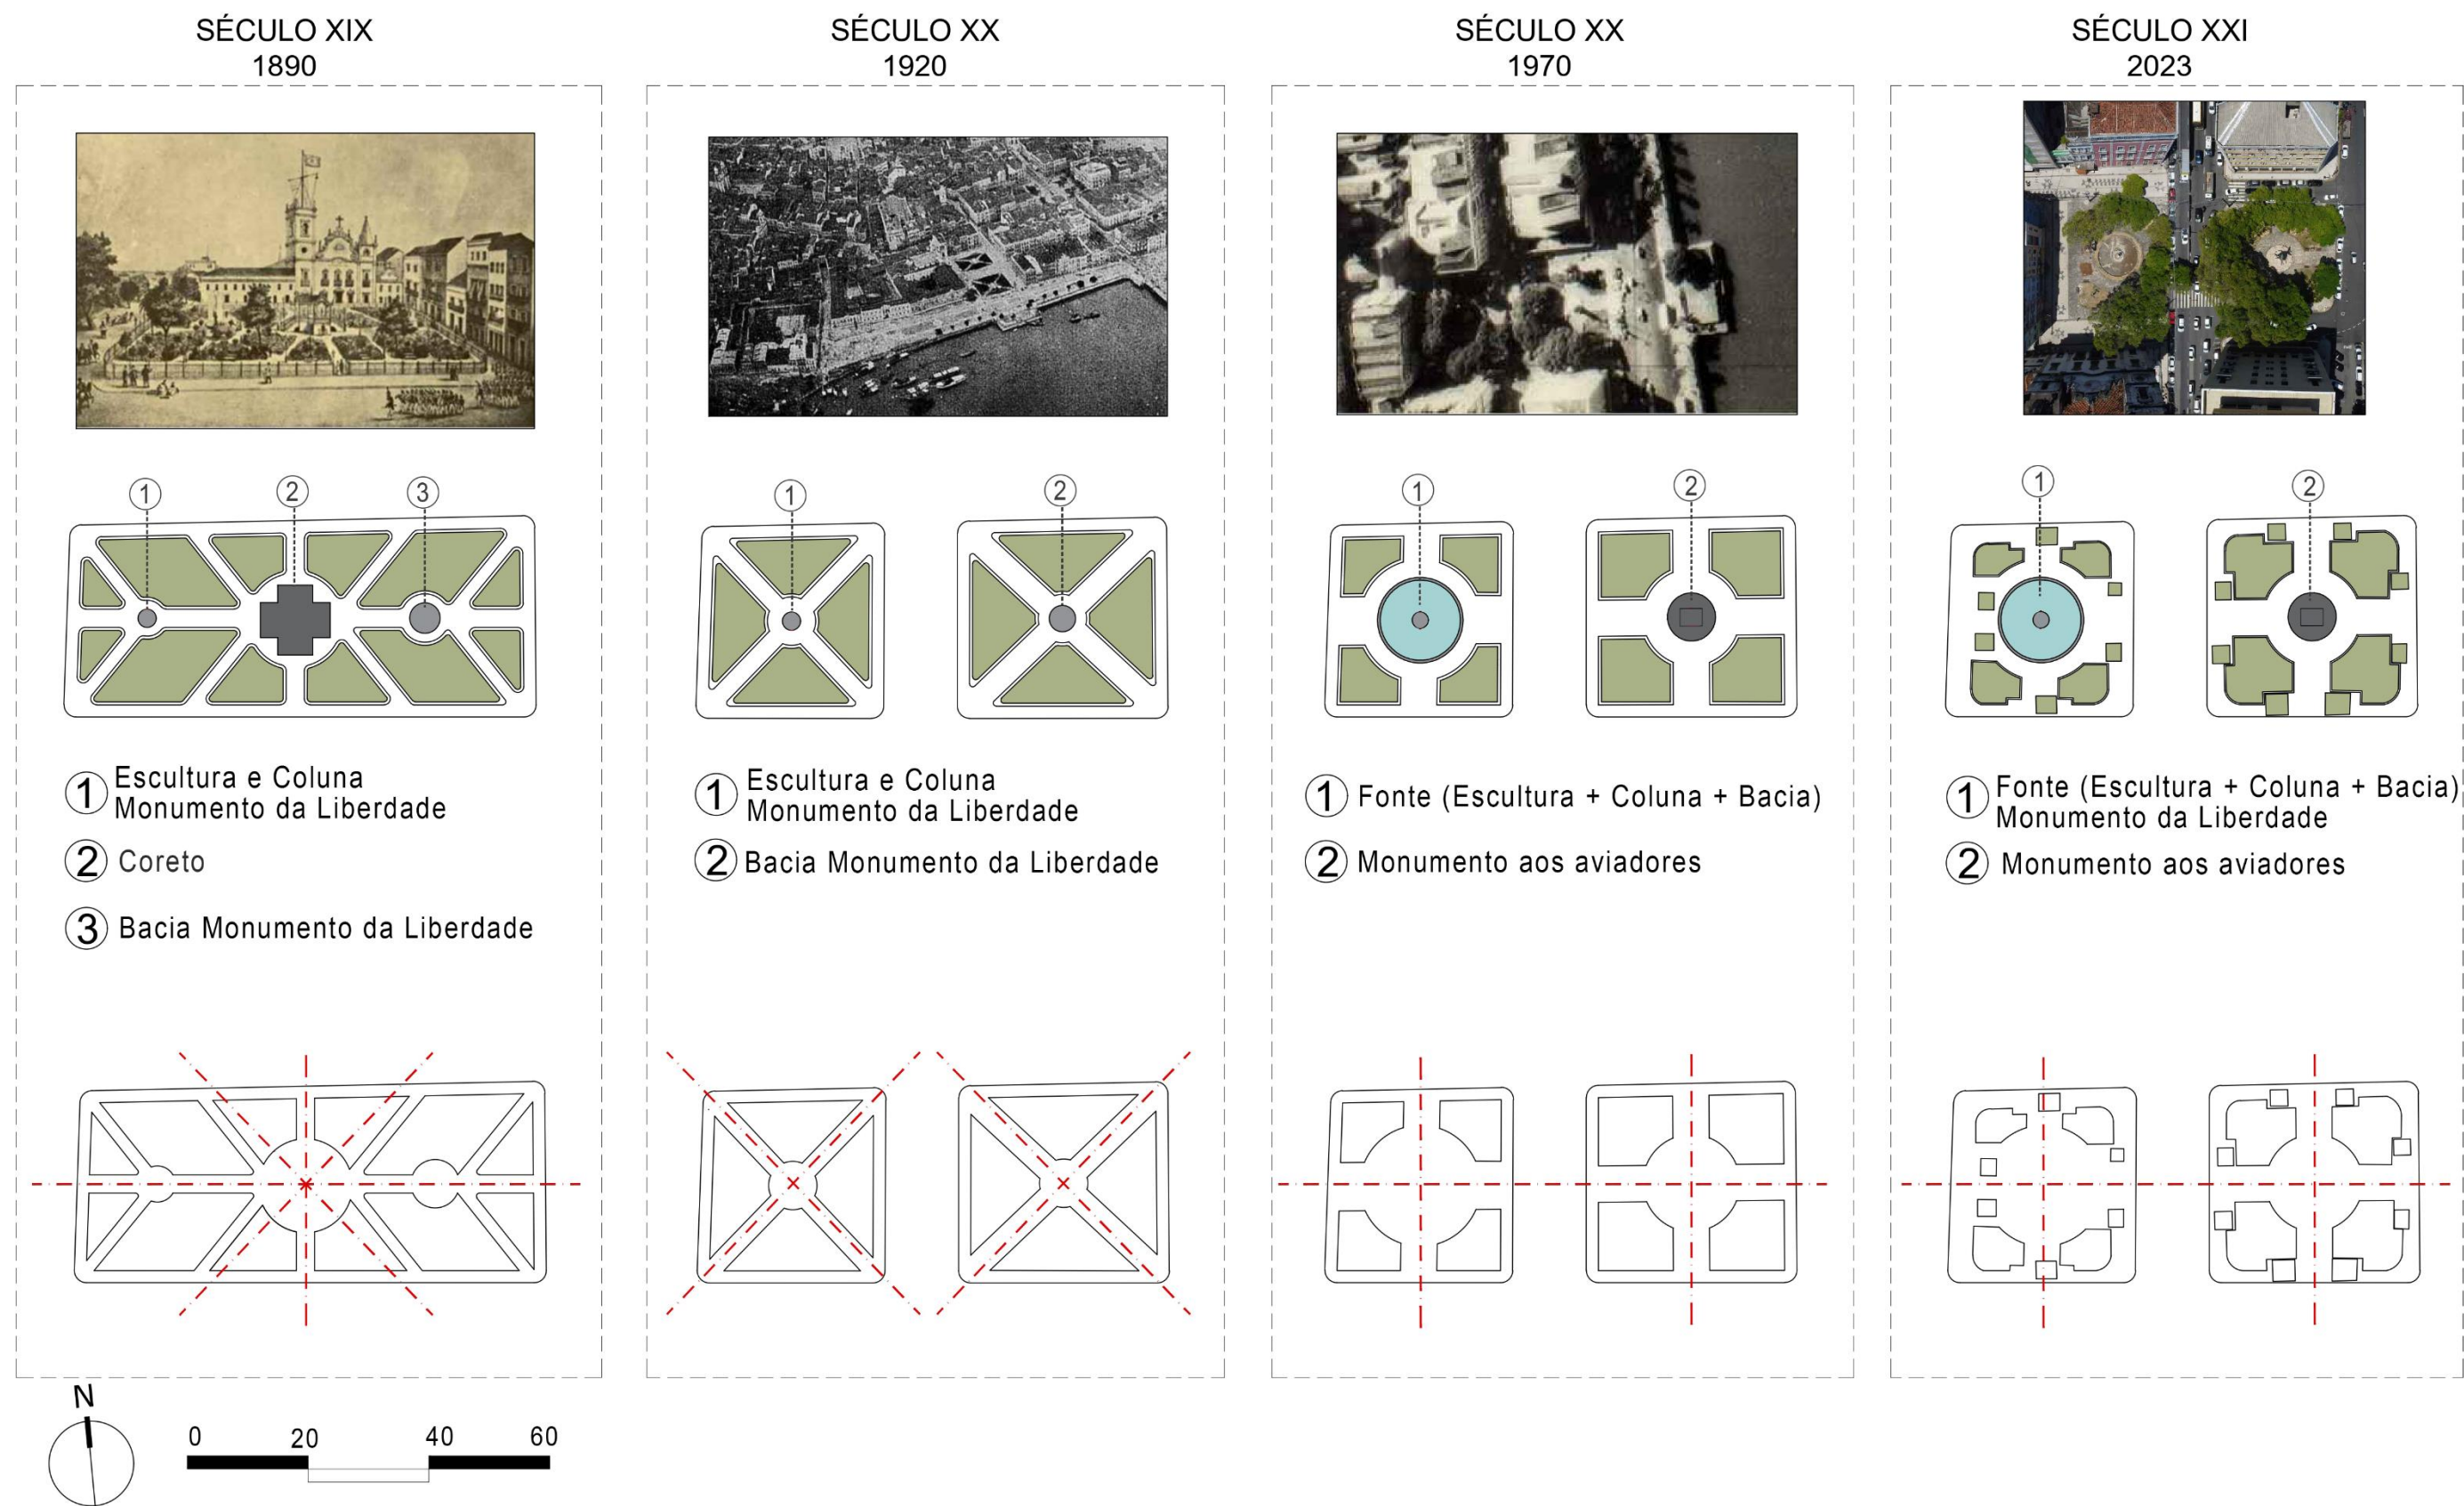 SÉCULO XIX
1890
SÉCULO XX
1920
SÉCULO XX
1970
SÉCULO XXI
2023
1
2
3
1
2
1
2
1
2
1 Escultura e Coluna
Monumento da Liberdade
2 Coreto
3 Bacia Monumento da Liberdade
1 Escultura e Coluna
Monumento da Liberdade
2 Bacia Monumento da Liberdade
1 Fonte (Escultura + Coluna + Bacia)
2 Monumento aos aviadores
1 Fonte (Escultura + Coluna + Bacia)
Monumento da Liberdade
2 Monumento aos aviadores
N
0 20 40 60